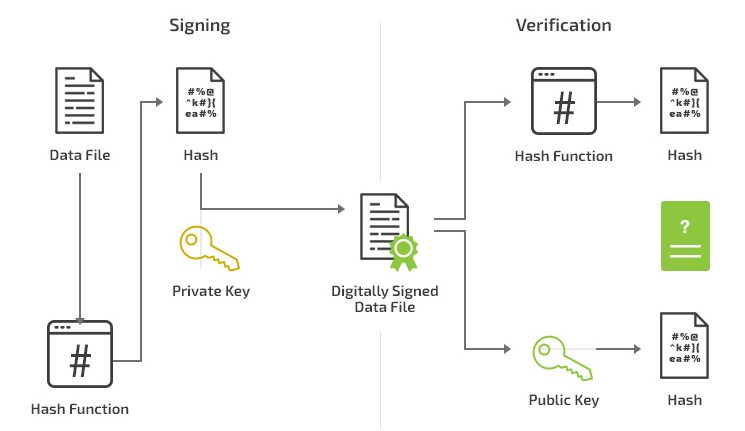 Signing
Verification
#%@
^k#}{
ea#%
#
#%@
^k#}{
ea#%
Data File
Hash
Hash Function
Hash
?
Private Key
Digitally Signed
Data File
#
#%@
^k#}{
ea#%
Hash Function
Public Key
Hash